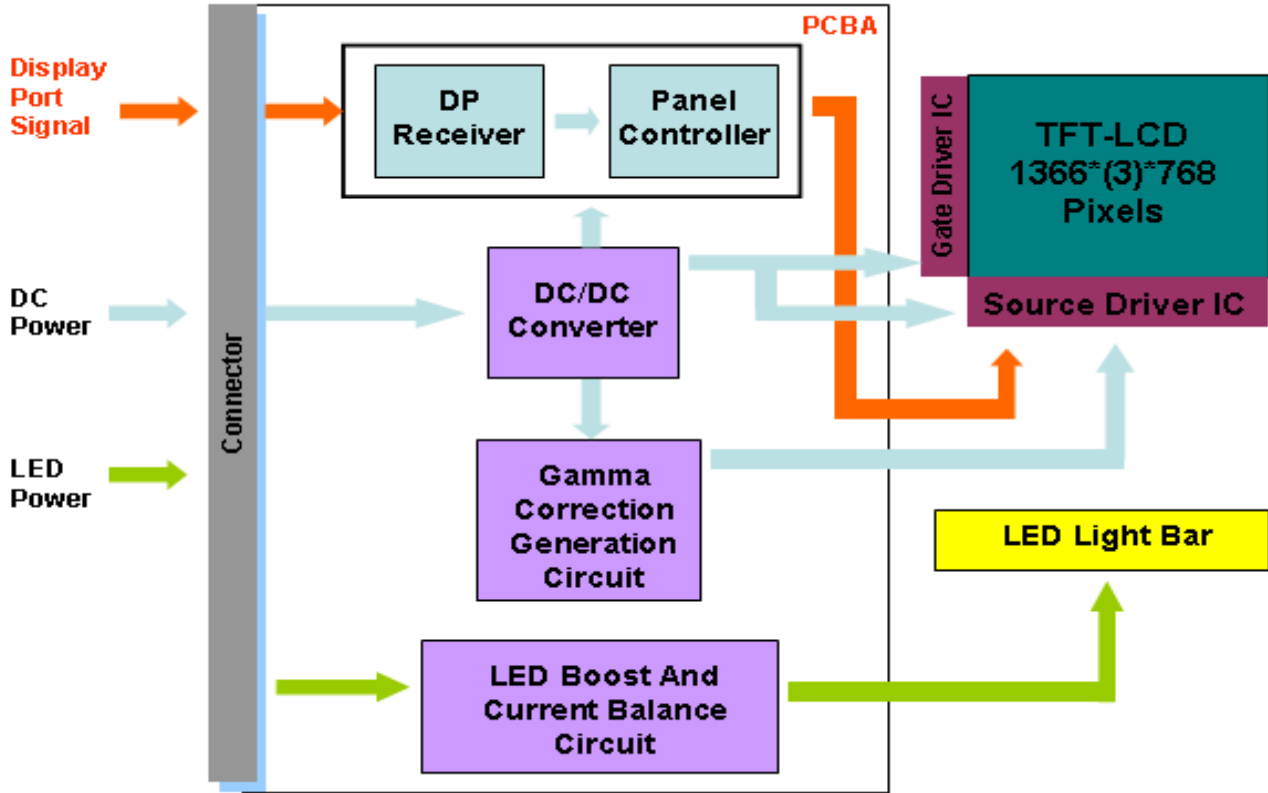 PCBA
Display
Port
Signal
DP
Receiver
Panel
Controller
Gate Driver IC
TFT-LCD
1366*(3)*768
Pixels
Source Driver IC
DC
Power
DC/DC
Converter
Connector
LED
Power
Gamma
Correction
Generation
Circuit
LED Light Bar
LED Boost And
Current Balance
Circuit